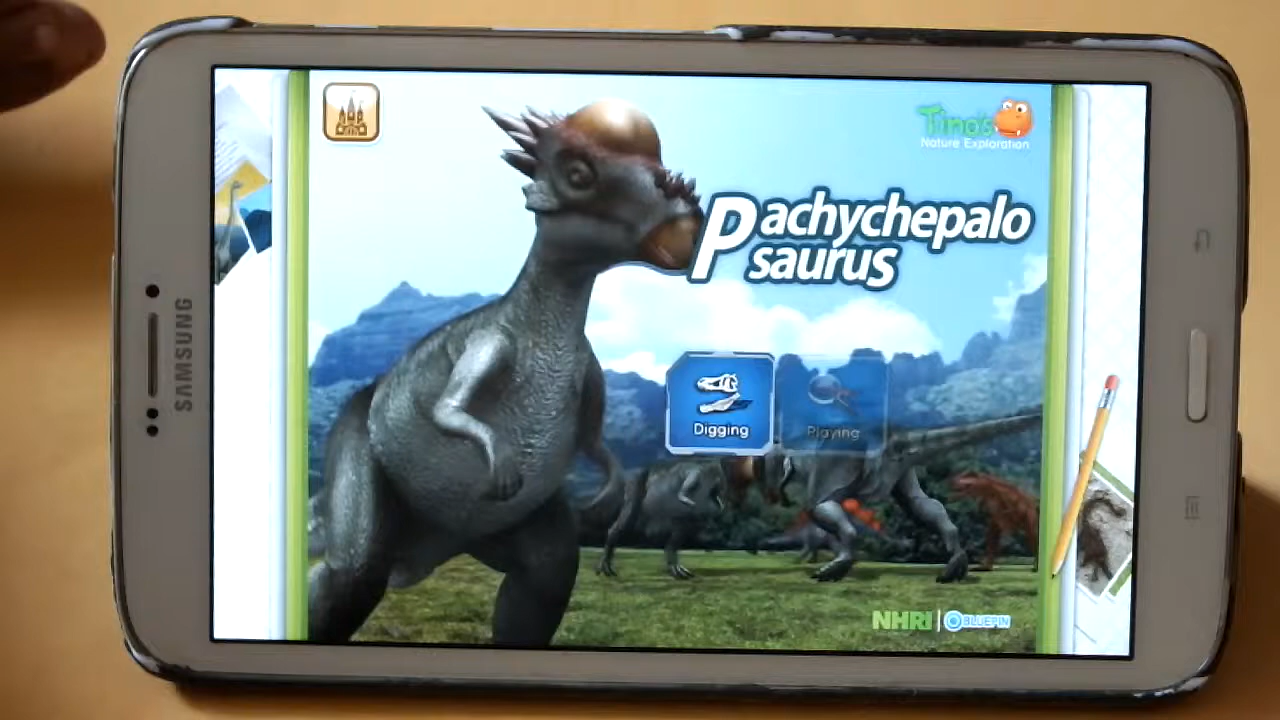 Tino's
Nature Exploration
Pachychepalo
saurus
Digging
Playing
NHRI
BLUEPIN
SAMSUNG